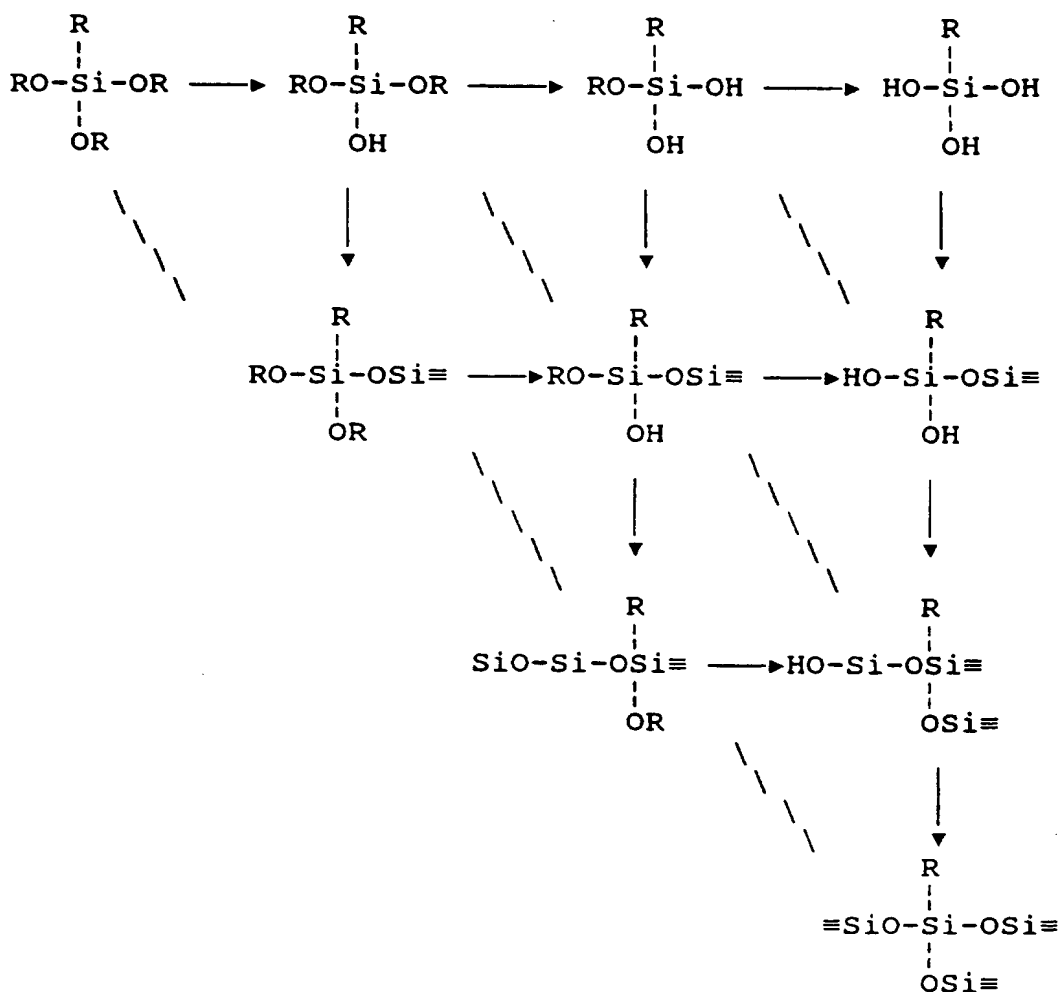 R R R R
RO-Si-OR RO-Si-OR RO-Si-OH HO-Si-OH
OR OH OH OH
R R R
RO-Si-OSi≡ RO-Si-OSi≡ HO-Si-OSi≡
OR OH OH
R R
SiO-Si-OSi≡ HO-Si-OSi≡
OR OSi≡
R
≡SiO-Si-OSi≡
OSi≡